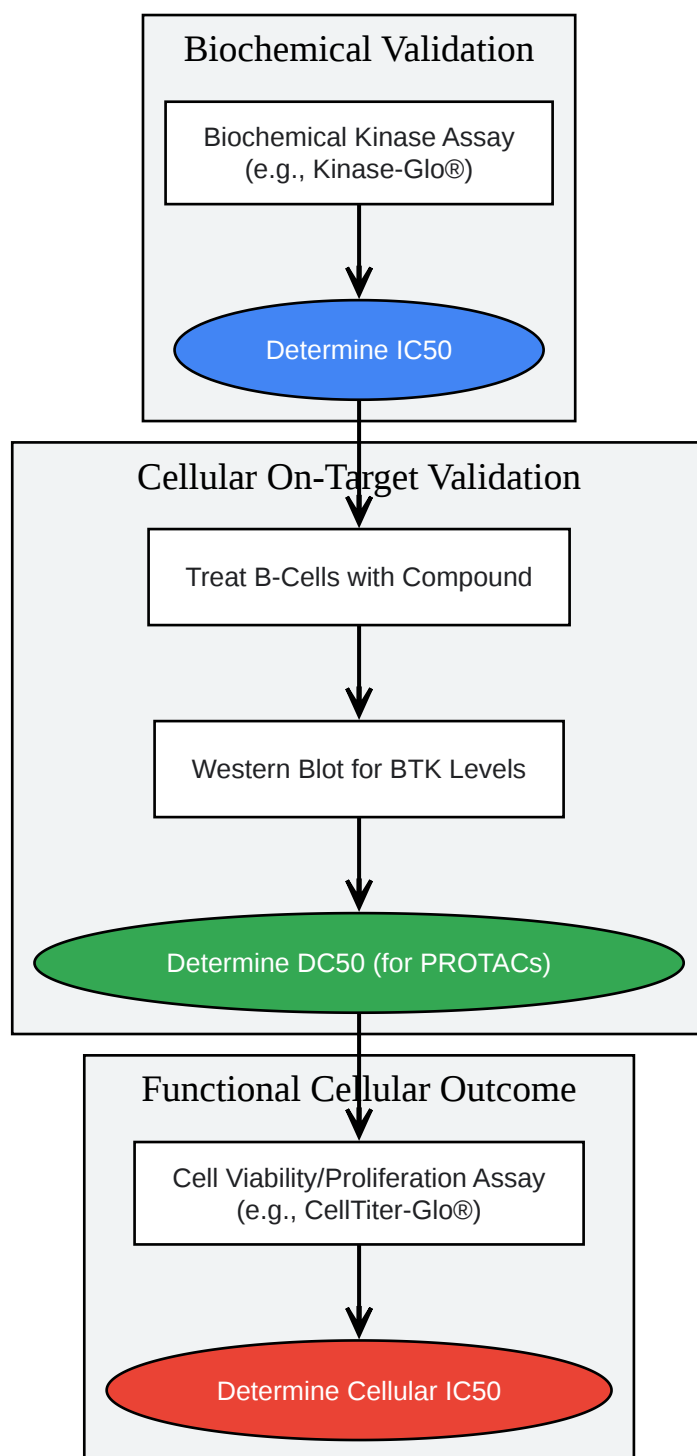 Biochemical Validation
Biochemical Kinase Assay
(e.g., Kinase-Glo®)
Determine IC50
Cellular On-Target Validation
Treat B-Cells with Compound
Western Blot for BTK Levels
Determine DC50 (for PROTACs)
Functional Cellular Outcome
Cell Viability/Proliferation Assay
(e.g., CellTiter-Glo®)
Determine Cellular IC50